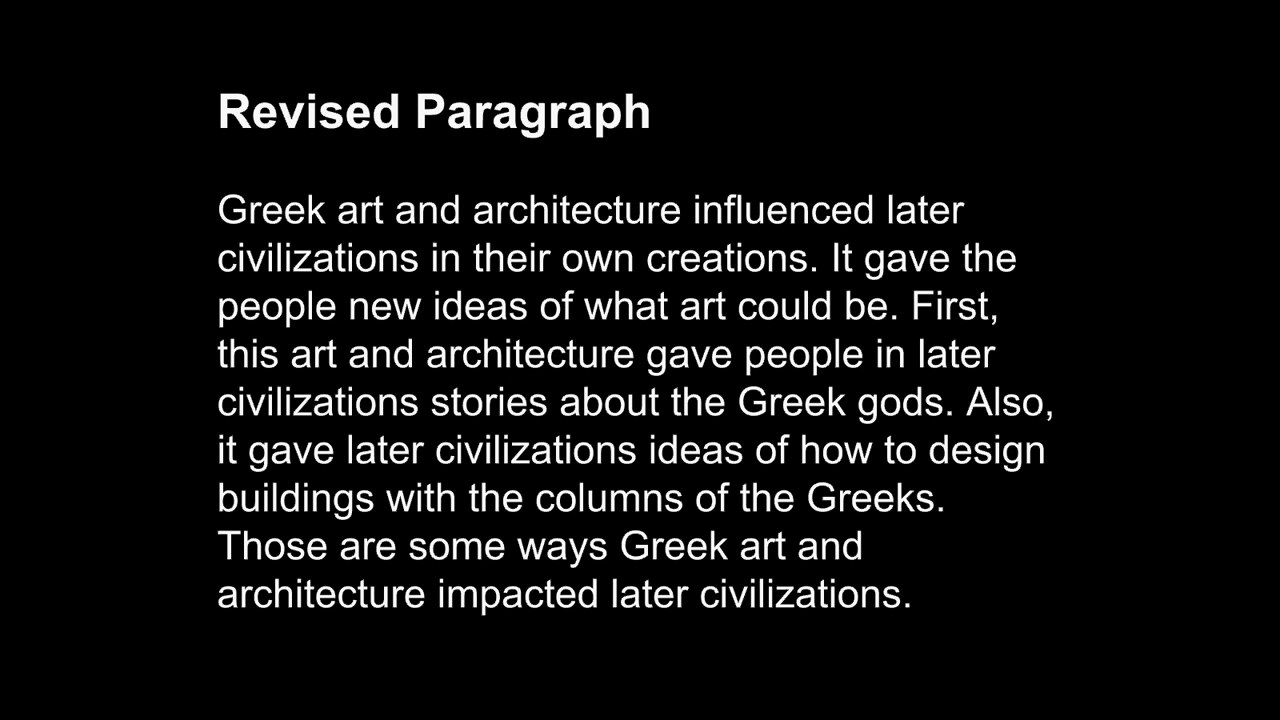 Revised Paragraph
Greek art and architecture influenced later
civilizations in their own creations. It gave the
people new ideas of what art could be. First,
this art and architecture gave people in later
civilizations stories about the Greek gods. Also,
it gave later civilizations ideas of how to design
buildings with the columns of the Greeks.
Those are some ways Greek art and
architecture impacted later civilizations.